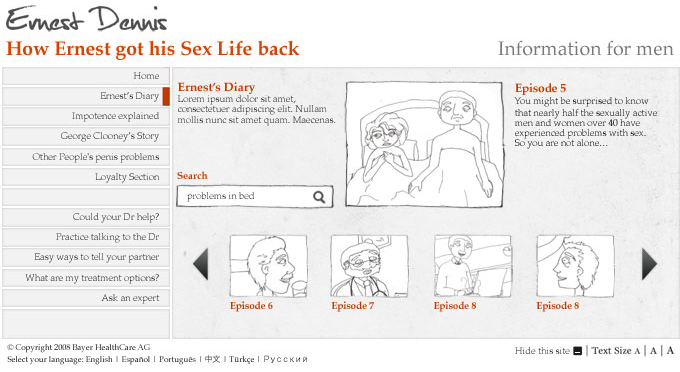 Ernest Dennis
How Ernest got his Sex Life back
Information for men
Home
Ernest's Diary
Impotence explained
George Clooney's Story
Other People's penis problems
Loyalty Section
Could your Dr help?
Practice talking to the Dr
Easy ways to tell your partner
What are my treatment options?
Ask an expert
Ernest's Diary
Lorem ipsum dolor sit amet,
consectetuer adipiscing elit. Nullam
mollis nunc sit amet quam. Maecenas.
Search
problems in bed
Episode 5
You might be surprised to know
that nearly half the sexually active
men and women over 40 have
experienced problems with sex.
So you are not alone...
Episode 6
Episode 7
Episode 8
Episode 8
© Copyright 2008 Bayer HealthCare AG
Select your language: English | Español | Português | 中文 | Türkçe | Русский
Hide this site | Text Size A | A | A